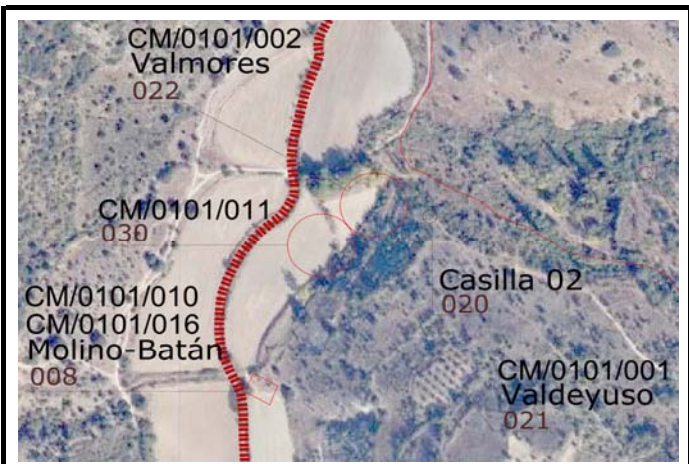 CM/0101/002
Valmores
022
CM/0101/011
030
CM/0101/010
CM/0101/016
Molino-Batán
008
Casilla 02
020
CM/0101/001
Valdeyuso
021